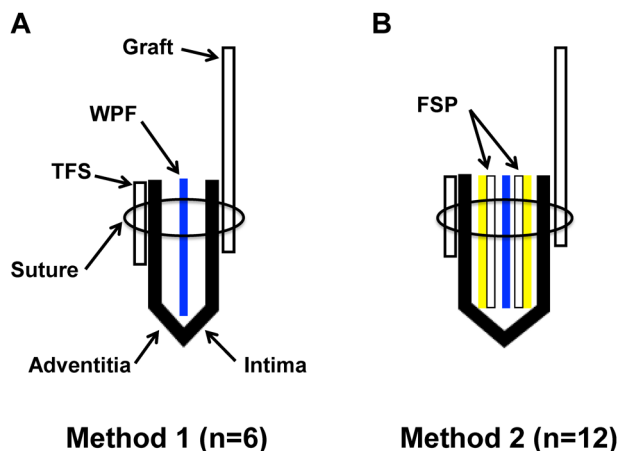 A
Graft
WPF
TFS
Suture
Adventitia
Intima
Method 1 (n=6)
B
FSP
Method 2 (n=12)